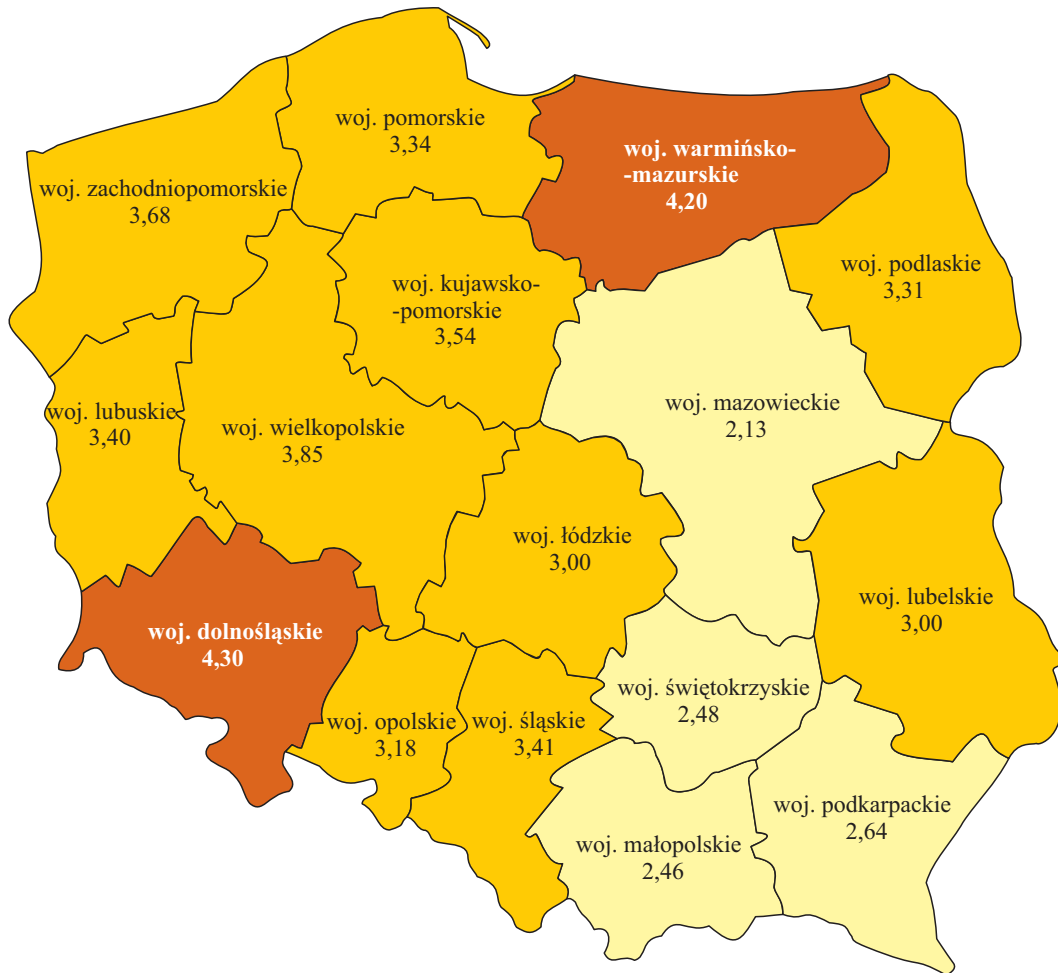 woj. pomorskie
3,34
woj. warmińsko-
-mazurskie
4,20
woj. zachodniopomorskie
3,68
woj. podlaskie
3,31
woj. kujawsko-
-pomorskie
3,54
woj. mazowieckie
2,13
woj. lubuskie
3,40
woj. wielkopolskie
3,85
woj. łódzkie
3,00
woj. lubelskie
3,00
woj. dolnośląskie
4,30
woj. świętokrzyskie
2,48
woj. opolskie
3,18
woj. śląskie
3,41
woj. podkarpackie
2,64
woj. małopolskie
2,46